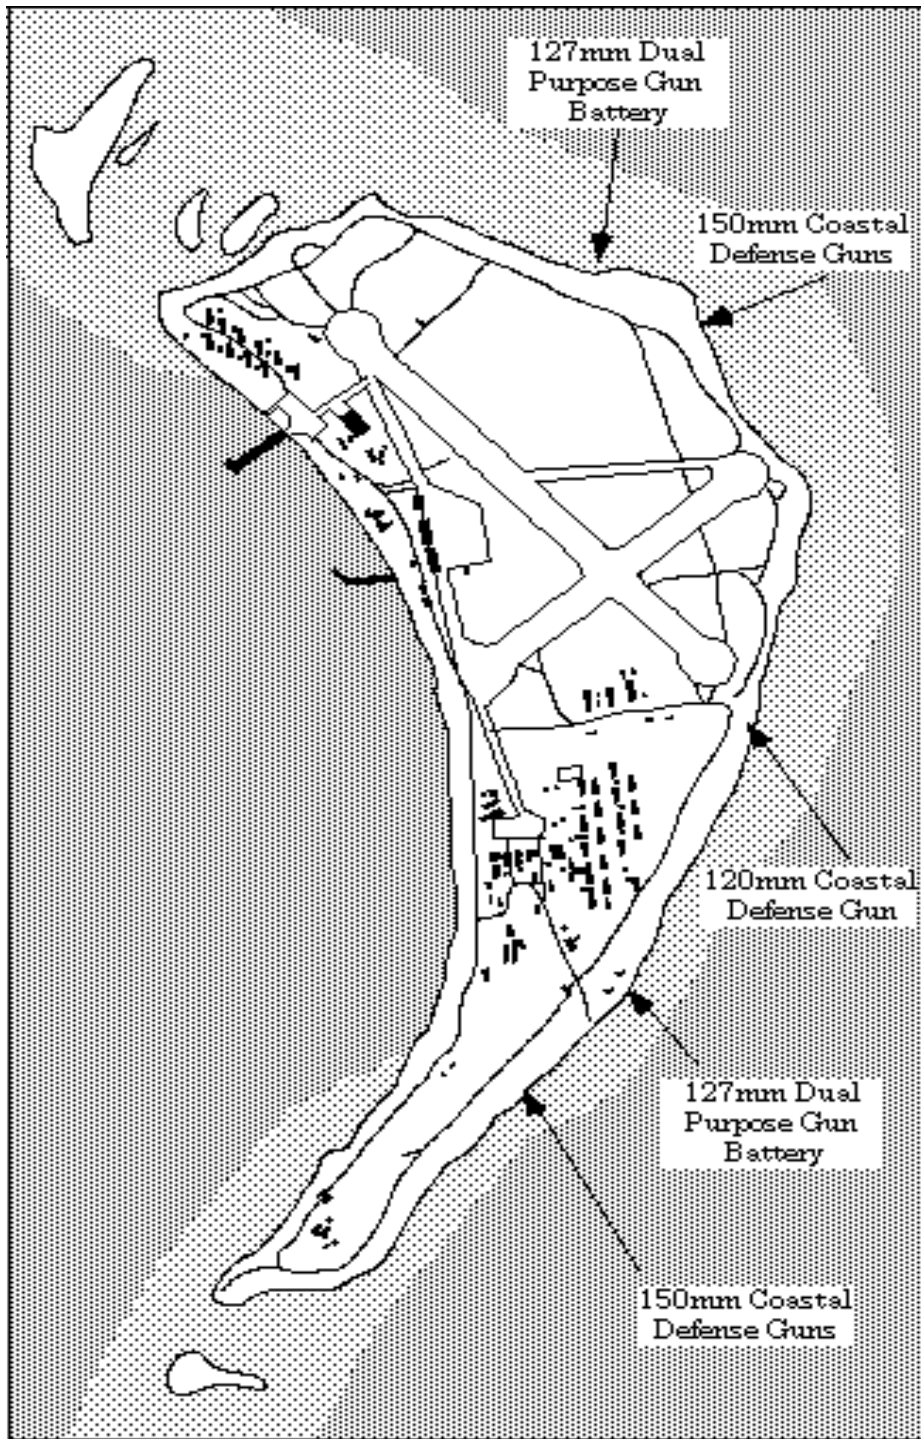 127mm Dual
Purpose Gun
Battery
150mm Coastal
Defense Guns
120mm Coastal
Defense Gun
127mm Dual
Purpose Gun
Battery
150mm Coastal
Defense Guns